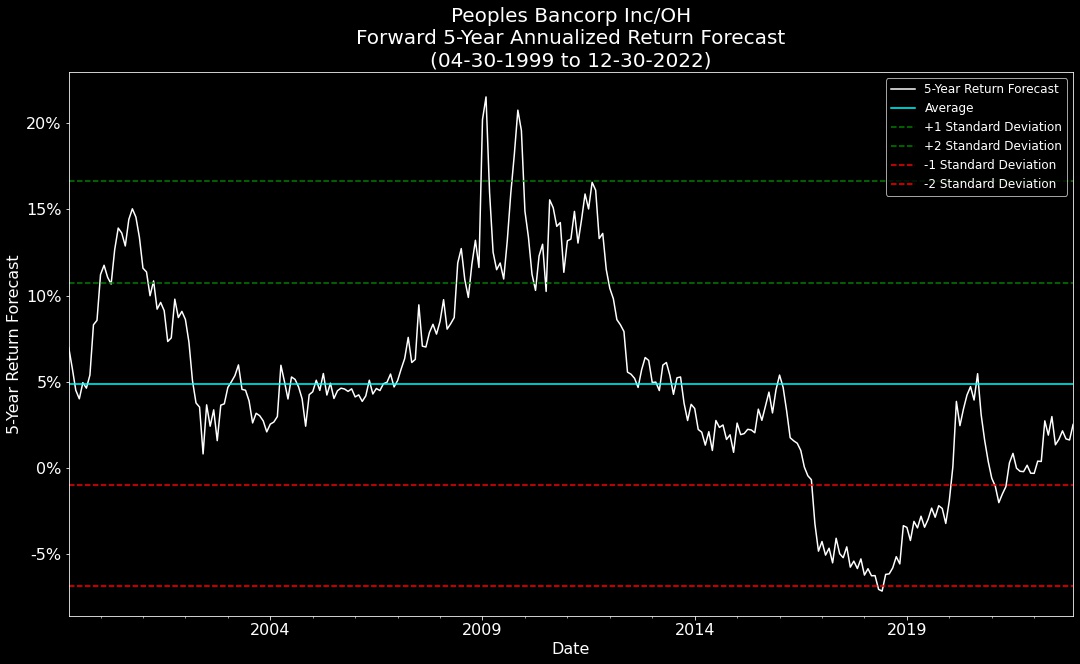 Peoples Bancorp Inc/OH
Forward 5-Year Annualized Return Forecast
(04-30-1999 to 12-30-2022)
5-Year Return Forecast
Average
+1 Standard Deviation
+2 Standard Deviation
-1 Standard Deviation
-2 Standard Deviation
5-Year Return Forecast
20%
15%
10%
5%
0%
-5%
2004
2009
2014
2019
Date